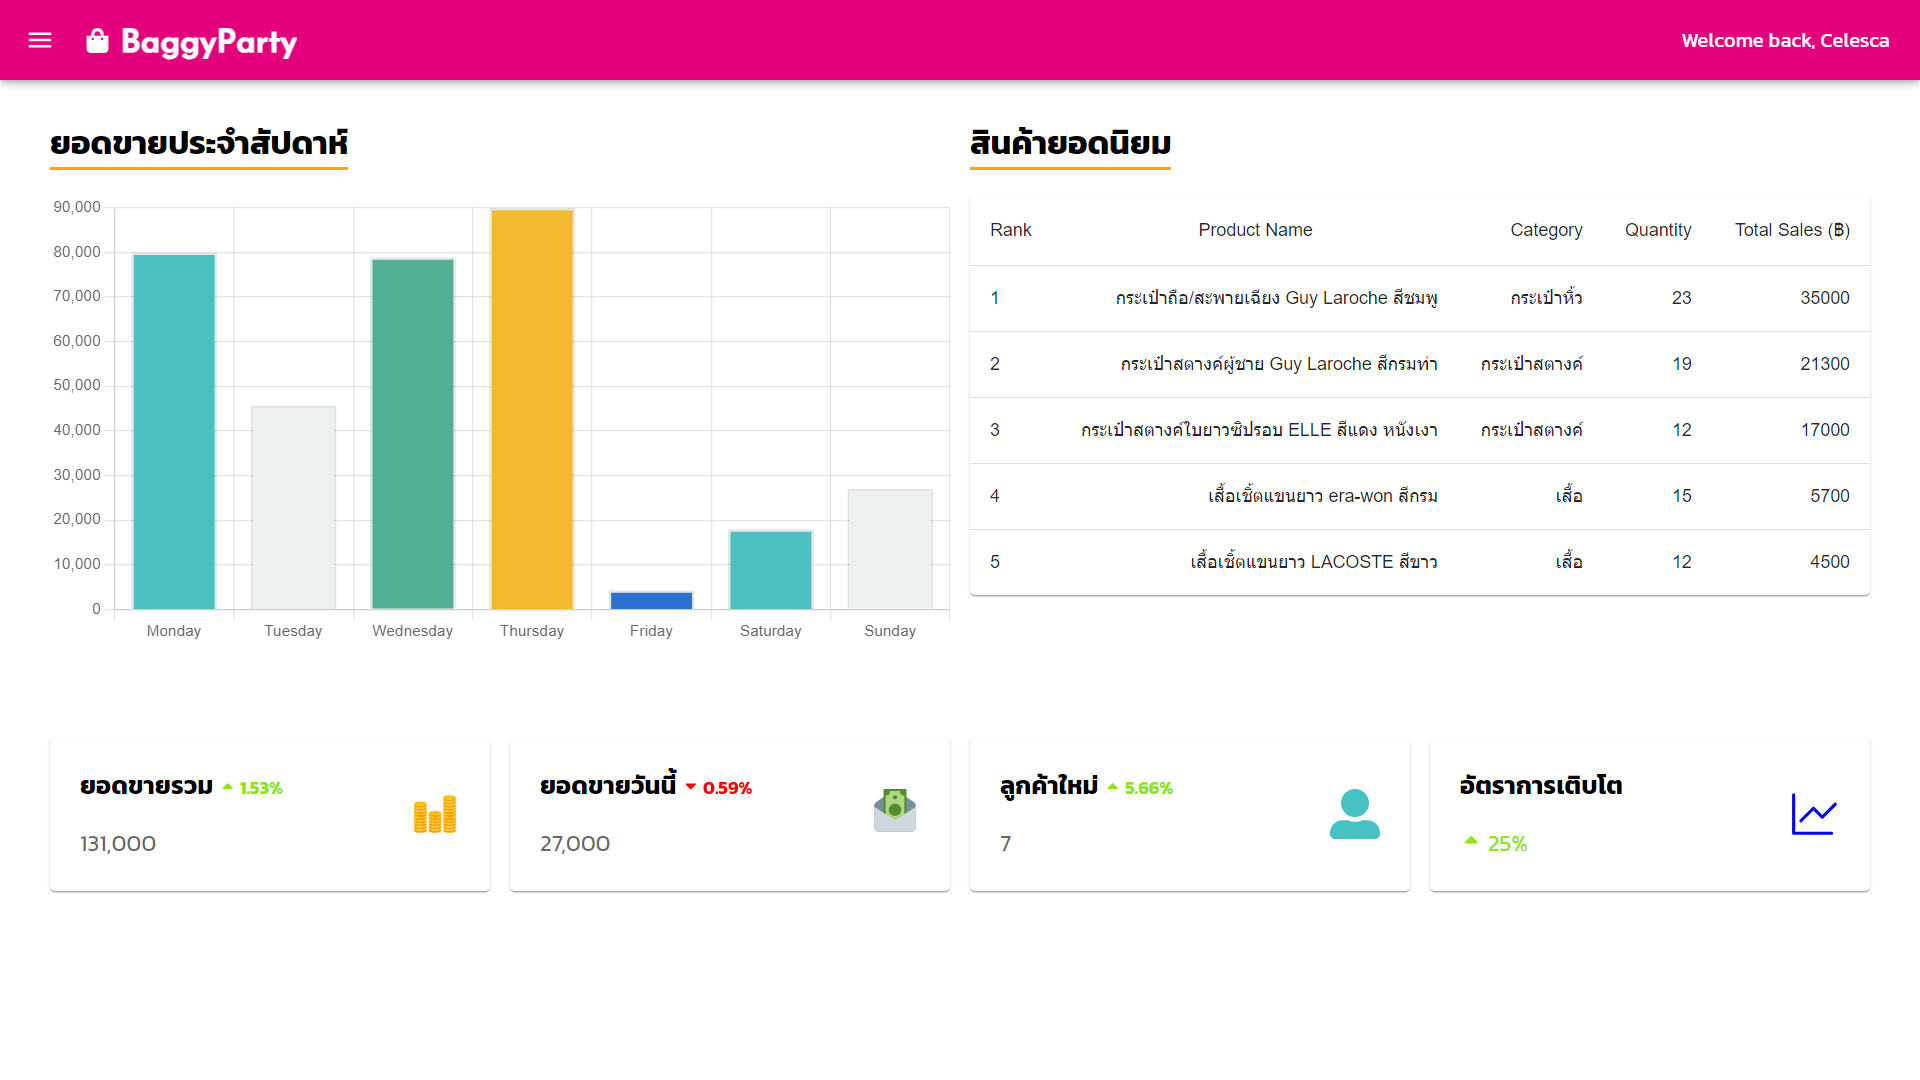 BaggyParty
Welcome back, Celesca
ยอดขายประจำสัปดาห์
90,000
80,000
70,000
60,000
50,000
40,000
30,000
20,000
10,000
0
Monday Tuesday Wednesday Thursday Friday Saturday Sunday
สินค้ายอดนิยม
Rank Product Name Category Quantity Total Sales (฿)
1 กระเป๋าถือ/สะพายเฉียง Guy Laroche สีชมพู กระเป๋าหิ้ว 23 35000
2 กระเป๋าสตางค์ผู้ชาย Guy Laroche สีกรมท่า กระเป๋าสตางค์ 19 21300
3 กระเป๋าสตางค์ใบยาวซิปรอบ ELLE สีแดง หนังเงา กระเป๋าสตางค์ 12 17000
4 เสื้อเชิ้ตแขนยาว era-won สีกรม เสื้อ 15 5700
5 เสื้อเชิ้ตแขนยาว LACOSTE สีขาว เสื้อ 12 4500
ยอดขายรวม 1.53%
131,000
ยอดขายวันนี้ 0.59%
27,000
ลูกค้าใหม่ 5.66%
7
อัตราการเติบโต
25%